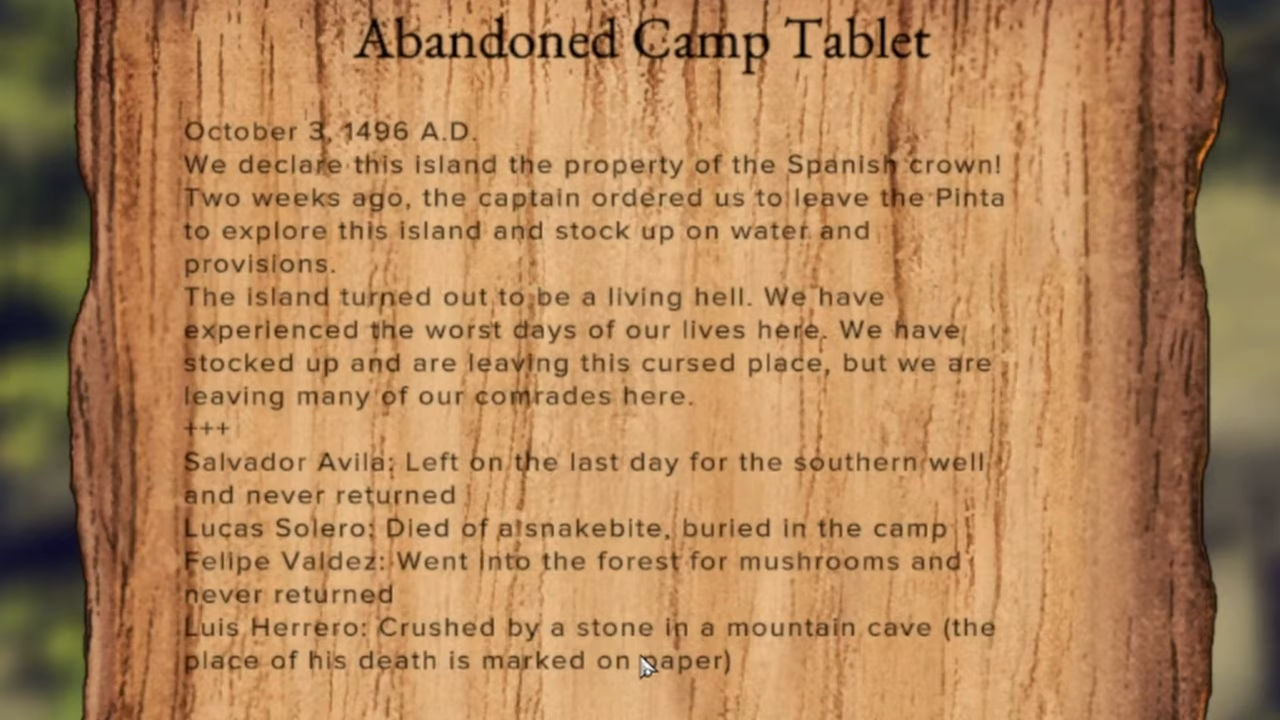 Abandoned Camp Tablet
October 3, 1496 A.D.
We declare this island the property of the Spanish crown!
Two weeks ago, the captain ordered us to leave the Pinta
to explore this island and stock up on water and
provisions.
The island turned out to be a living hell. We have
experienced the worst days of our lives here. We have
stocked up and are leaving this cursed place, but we are
leaving many of our comrades here.
+++
Salvador Avila: Left on the last day for the southern well
and never returned
Lucas Solero: Died of a snakebite, buried in the camp
Felipe Valdez: Went into the forest for mushrooms and
never returned
Luis Herrero: Crushed by a stone in a mountain cave (the
place of his death is marked on paper)